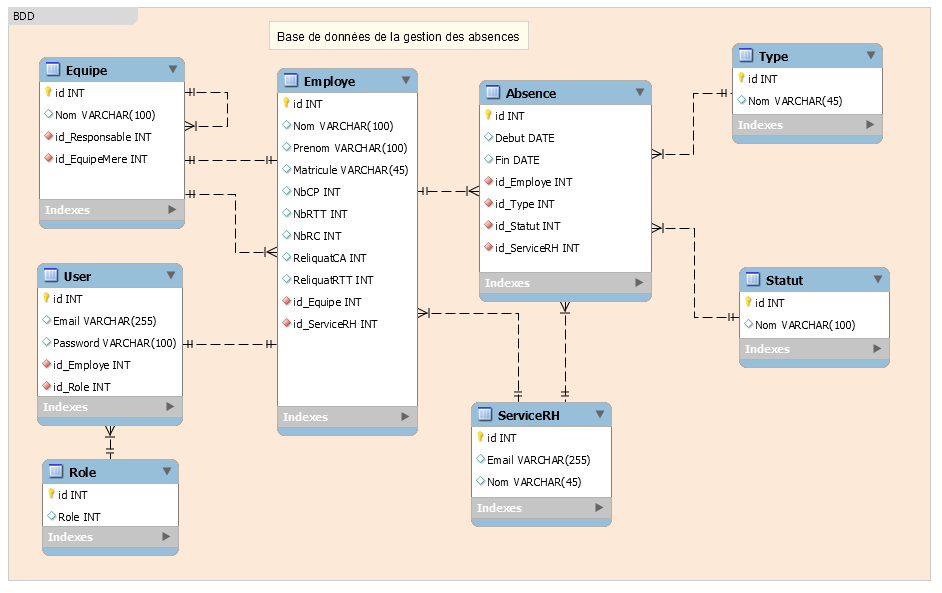 BDD
Base de données de la gestion des absences
Equipe
id INT
Nom VARCHAR(100)
id_Responsable INT
id_EquipeMere INT
Indexes
Employe
id INT
Nom VARCHAR(100)
Prenom VARCHAR(100)
Matricule VARCHAR(45)
NbCP INT
NbRTT INT
NbRC INT
ReliquatCA INT
ReliquatRTT INT
id_Equipe INT
id_ServiceRH INT
Indexes
Absence
id INT
Debut DATE
Fin DATE
id_Employe INT
id_Type INT
id_Statut INT
id_ServiceRH INT
Indexes
Type
id INT
Nom VARCHAR(45)
Indexes
User
id INT
Email VARCHAR(255)
Password VARCHAR(100)
id_Employe INT
id_Role INT
Indexes
Statut
id INT
Nom VARCHAR(100)
Indexes
Role
id INT
Role INT
Indexes
ServiceRH
id INT
Email VARCHAR(255)
Nom VARCHAR(45)
Indexes